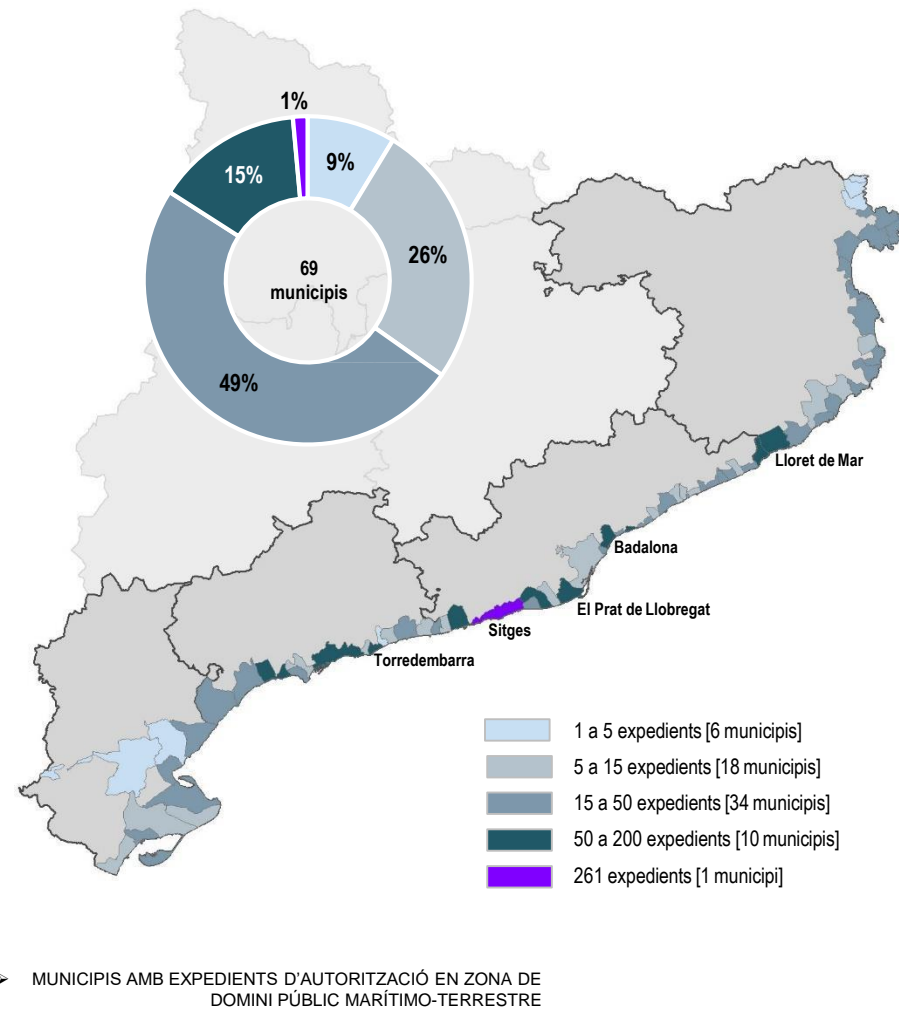 1%
9%
15%
26%
69
municipis
49%
Lloret de Mar
Badalona
El Prat de Llobregat
Sitges
Torredembarra
1 a 5 expedients [6 municipis]
5 a 15 expedients [18 municipis]
15 a 50 expedients [34 municipis]
50 a 200 expedients [10 municipis]
261 expedients [1 municipi]
MUNICIPIS AMB EXPEDIENTS D'AUTORITZACIÓ EN ZONA DE
DOMINI PÚBLIC MARÍTIMO-TERRESTRE